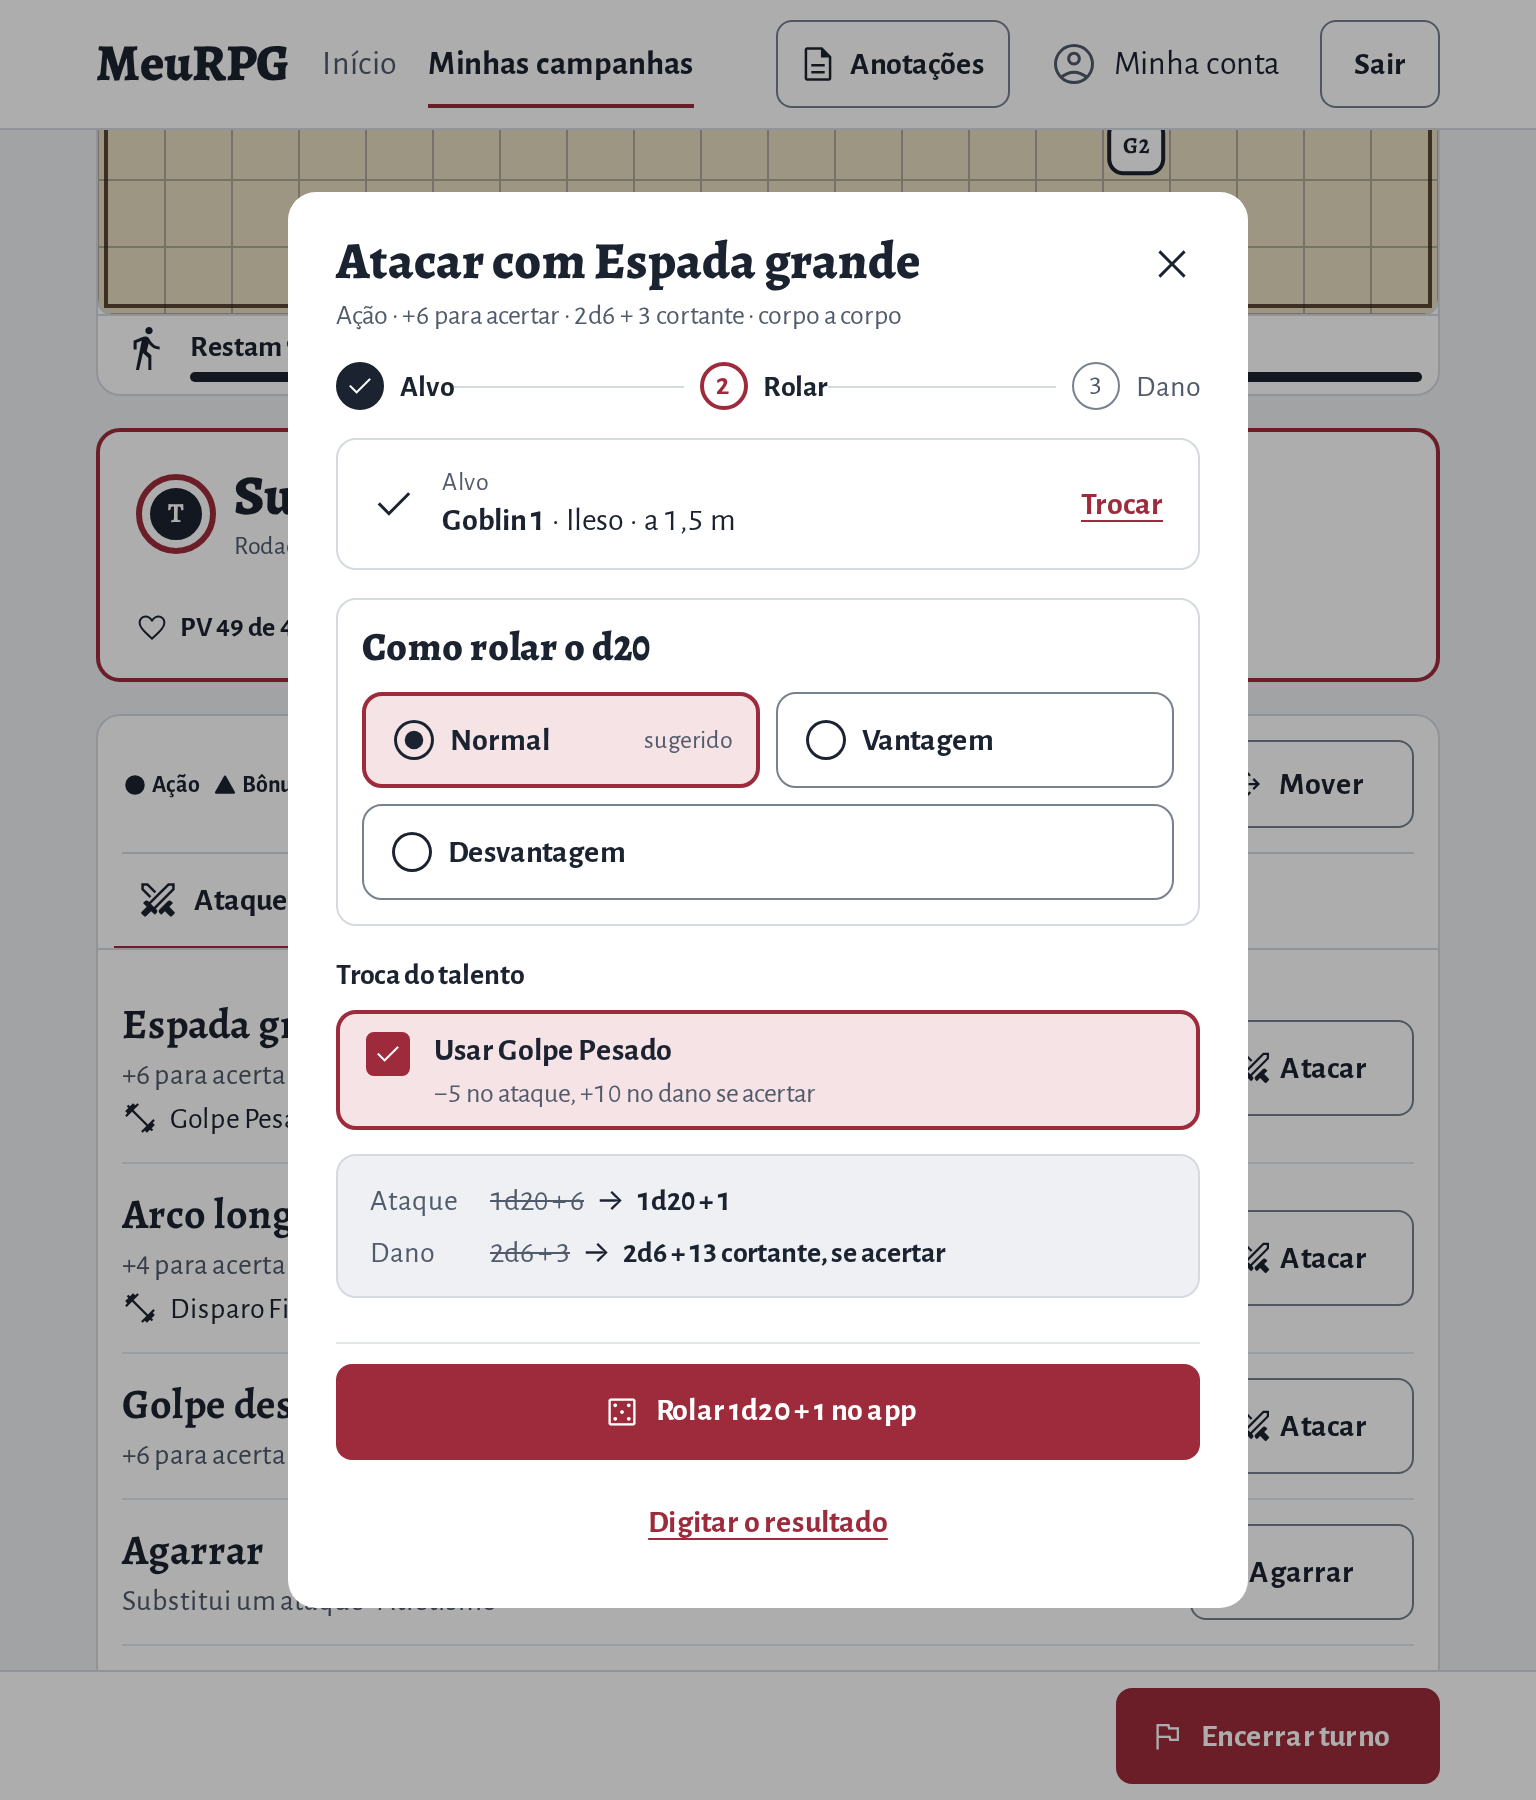 MeuRPG Início Minhas campanhas Anotações Minha conta Sair
G2
Restam
T
PV 49 de
Ação Bônu
Mover
Ataque
Espada
+6 para acerta
Golpe
Atacar
Arco long
+4 para acerta
Disparo
Atacar
Golpe des
+6 para acerta
Atacar
Agarrar
Substitui um
Agarrar
Atacar com Espada grande
Ação · +6 para acertar · 2d6 + 3 cortante · corpo a corpo
Alvo 2 Rolar 3 Dano
Alvo
Goblin 1 · Ileso · a 1,5 m
Trocar
Como rolar o d20
Normal sugerido
Vantagem
Desvantagem
Troca do talento
Usar Golpe Pesado
−5 no ataque, +10 no dano se acertar
Ataque 1d20 + 6 → 1d20 + 1
Dano 2d6 + 3 → 2d6 + 13 cortante, se acertar
Rolar 1d20 + 1 no app
Digitar o resultado
Encerrar turno